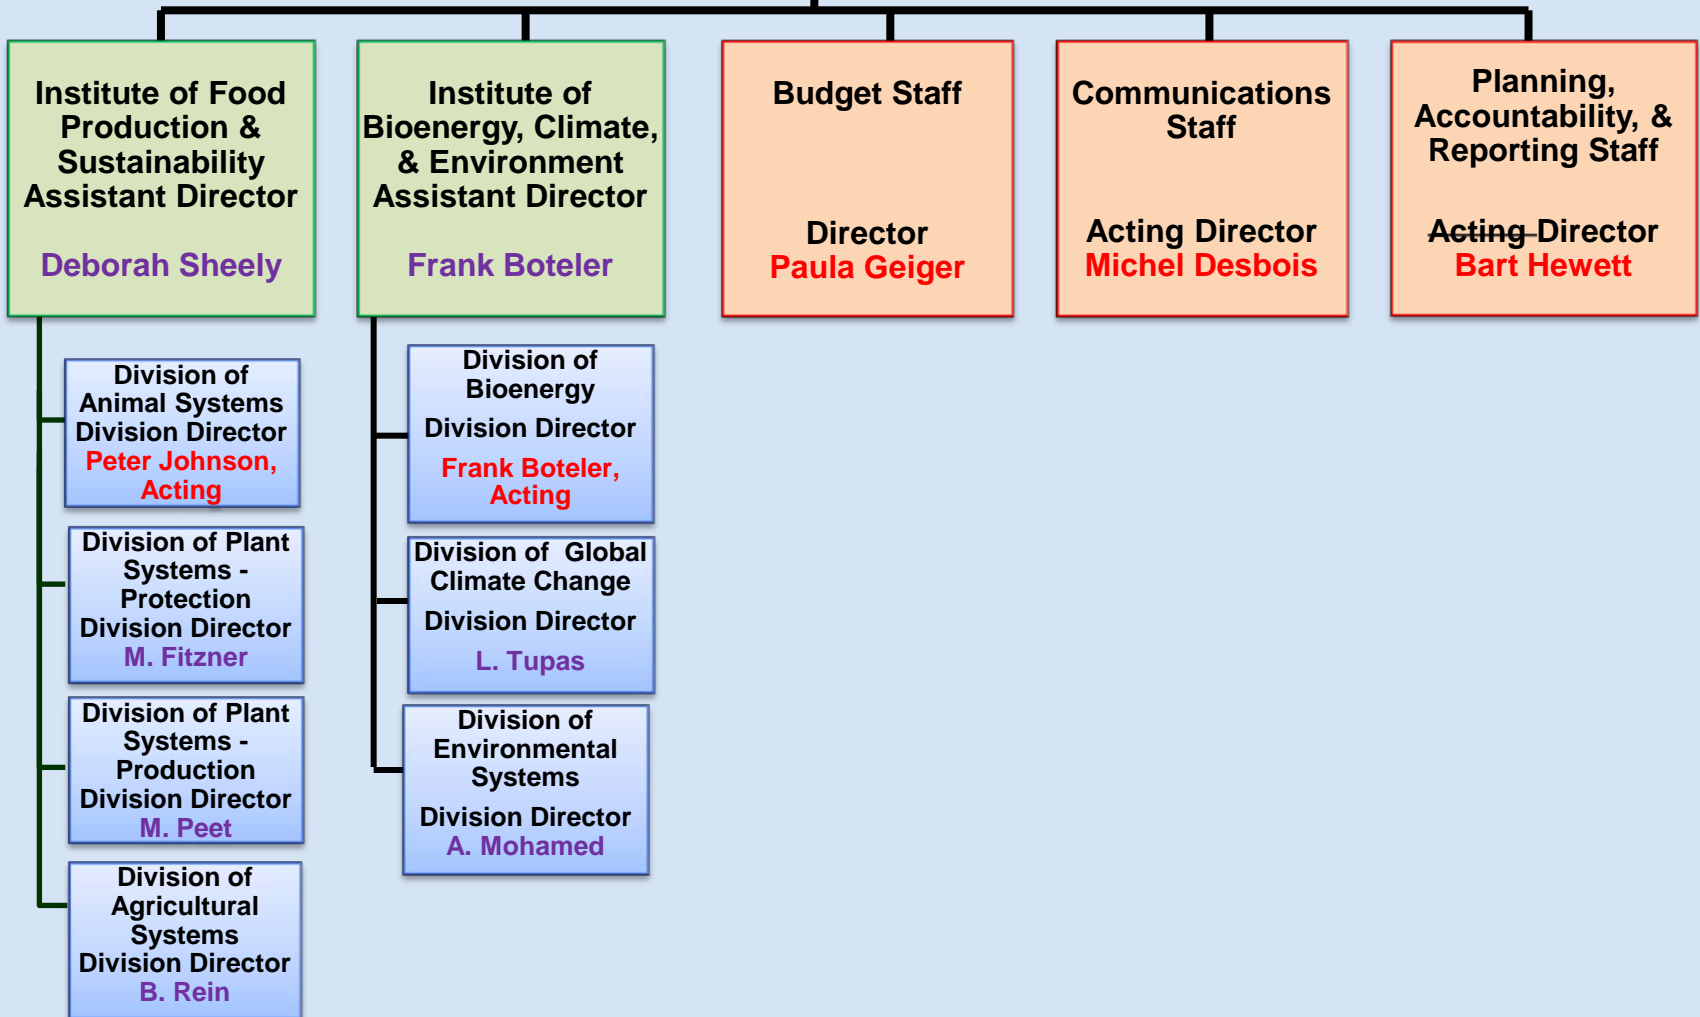 Institute of Food
Production &
Sustainability
Assistant Director
Deborah Sheely
Institute of
Bioenergy, Climate,
& Environment
Assistant Director
Frank Boteler
Budget Staff
Director
Paula Geiger
Communications
Staff
Acting Director
Michel Desbois
Planning,
Accountability, &
Reporting Staff
Acting Director
Bart Hewett
Division of
Animal Systems
Division Director
Peter Johnson,
Acting
Division of Plant
Systems -
Protection
Division Director
M. Fitzner
Division of Plant
Systems -
Production
Division Director
M. Peet
Division of
Agricultural
Systems
Division Director
B. Rein
Division of
Bioenergy
Division Director
Frank Boteler,
Acting
Division of  Global
Climate Change
Division Director
L. Tupas
Division of
Environmental
Systems
Division Director
A. Mohamed